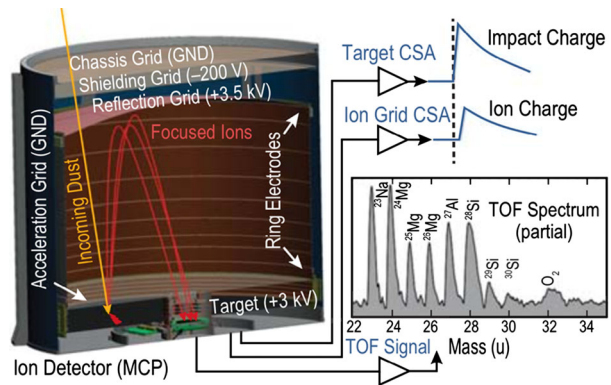 Chassis Grid (GND)
Shielding Grid (–200 V)
Reflection Grid (+3.5 kV)
Focused Ions
Acceleration Grid (GND)
Incoming Dust
Ring Electrodes
Target (+3 kV)
Ion Detector (MCP)
Target CSA
Impact Charge
Ion Grid CSA
Ion Charge
TOF Spectrum
(partial)
²³Na
²⁴Mg
²⁵Mg
²⁶Mg
²⁷Al
²⁸Si
²⁹Si
³⁰Si
O₂
22 24 26 28 30 32 34
TOF Signal
Mass (u)